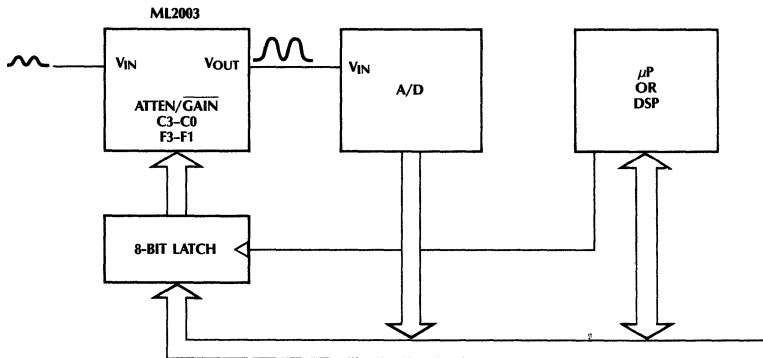 ML2003
VIN
VOUT
ATTEN/GAIN
C3–C0
F3–F1
VIN
A/D
μP
OR
DSP
8-BIT LATCH